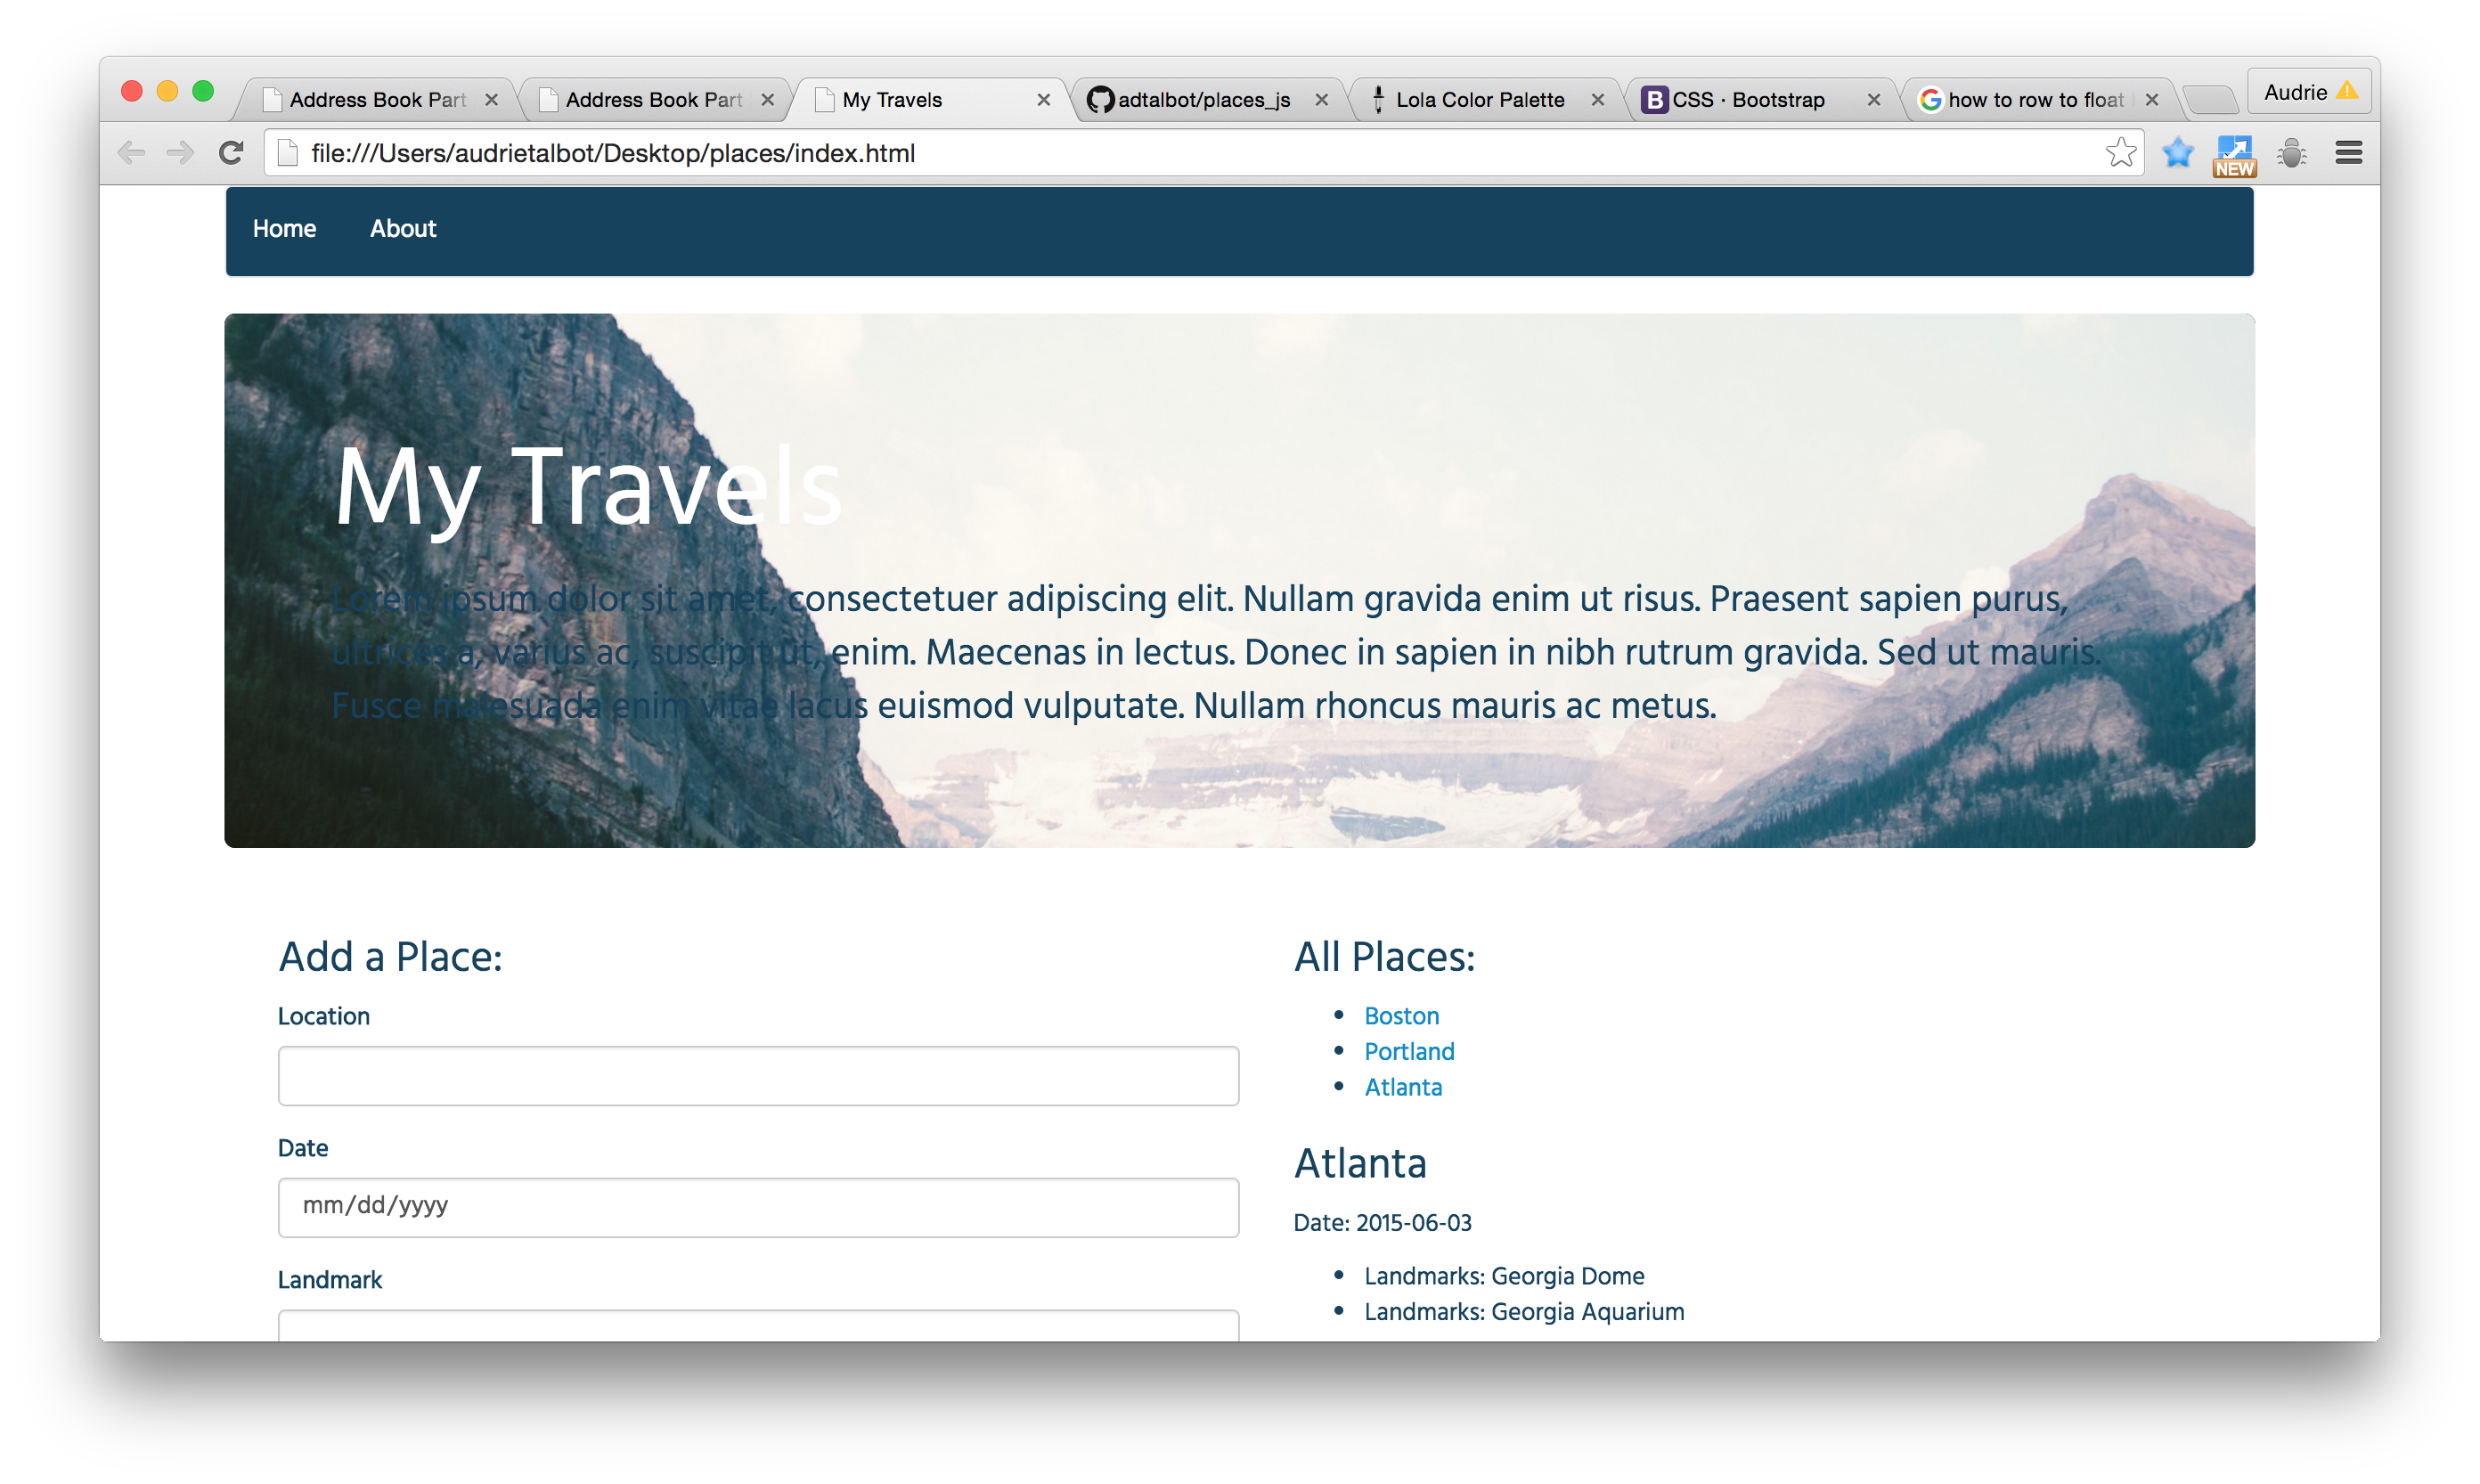 Address Book Part
Address Book Part
My Travels
adtalbot/places_js
Lola Color Palette
B CSS · Bootstrap
G how to row to float
Audrie
file:///Users/audrietalbot/Desktop/places/index.html
NEW
Home About
My Travels
Lorem ipsum dolor sit amet, consectetuer adipiscing elit. Nullam gravida enim ut risus. Praesent sapien purus,
ultrices a, varius ac, suscipit ut, enim. Maecenas in lectus. Donec in sapien in nibh rutrum gravida. Sed ut mauris.
Fusce malesuada enim vitae lacus euismod vulputate. Nullam rhoncus mauris ac metus.
Add a Place:
Location
Date
mm/dd/yyyy
Landmark
All Places:
Boston
Portland
Atlanta
Atlanta
Date: 2015-06-03
Landmarks: Georgia Dome
Landmarks: Georgia Aquarium